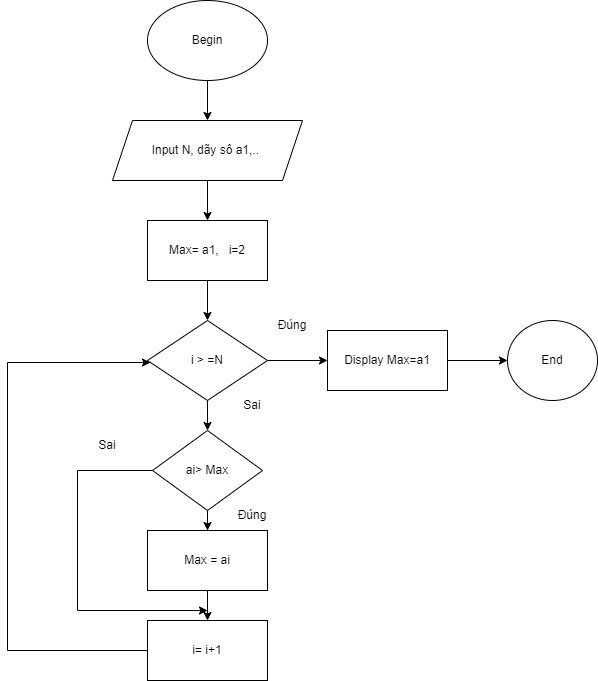 Begin
Input N, dãy sô a1,..
Max= a1, i=2
i > =N
Đúng
Display Max=a1
End
Sai
Sai
ai> Max
Đúng
Max = ai
i= i+1